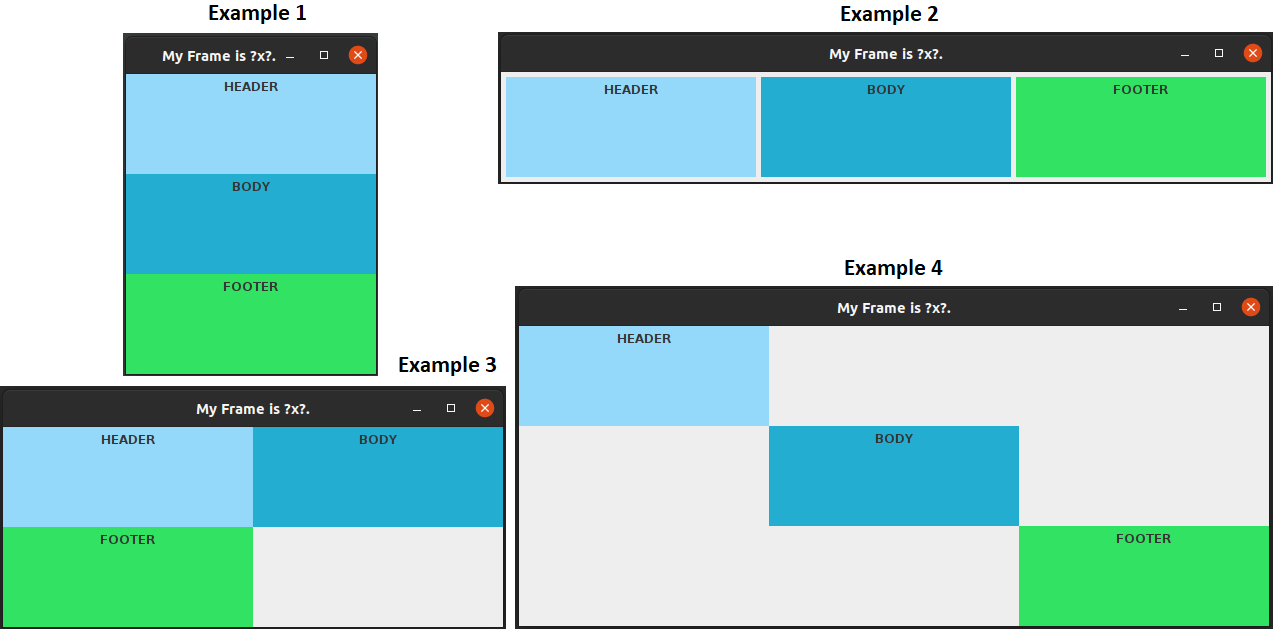 Example 1
My Frame is ?x?.
HEADER
BODY
FOOTER
Example 2
My Frame is ?x?.
HEADER BODY FOOTER
Example 3
My Frame is ?x?.
HEADER BODY
FOOTER
Example 4
My Frame is ?x?.
HEADER
BODY
FOOTER